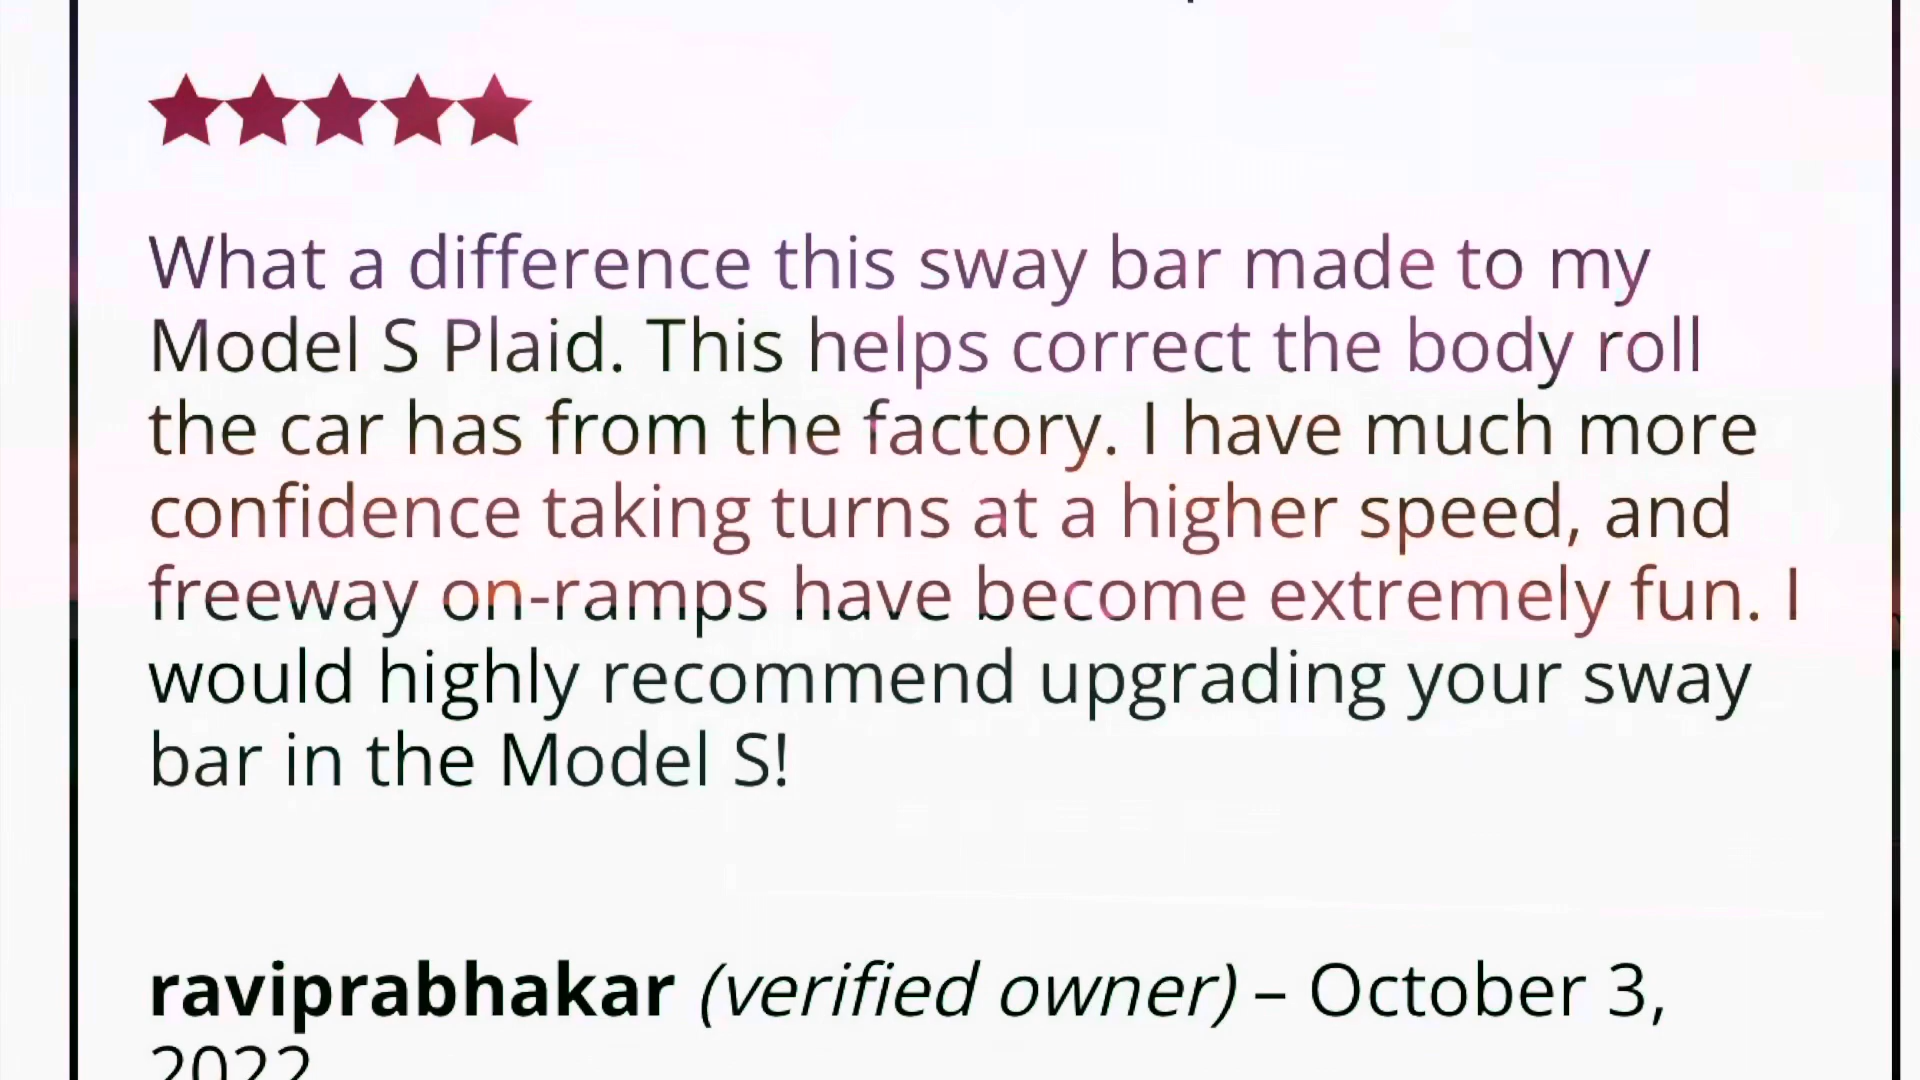 What a difference this sway bar made to my
Model S Plaid. This helps correct the body roll
the car has from the factory. I have much more
confidence taking turns at a higher speed, and
freeway on-ramps have become extremely fun. I
would highly recommend upgrading your sway
bar in the Model S!
raviprabhakar (verified owner) – October 3,
2022